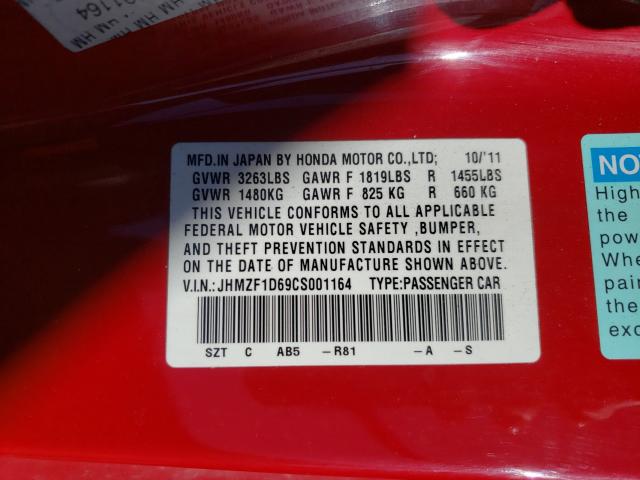 01164
MFD.IN JAPAN BY HONDA MOTOR CO.,LTD; 10/'11
GVWR 3263LBS GAWR F 1819LBS R 1455LBS
GVWR 1480KG GAWR F 825 KG R 660 KG
THIS VEHICLE CONFORMS TO ALL APPLICABLE
FEDERAL MOTOR VEHICLE SAFETY ,BUMPER,
AND THEFT PREVENTION STANDARDS IN EFFECT
ON THE DATE OF MANUFACTURE SHOWN ABOVE.
V.I.N.:JHMZF1D69CS001164 TYPE:PASSENGER CAR
SZT C AB5 –R81 –A –S
NO
High
the
pow
Whe
pain
the
exc